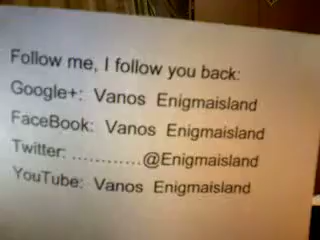 Follow me, I follow you back:
Google+: Vanos Enigmaisland
FaceBook: Vanos Enigmaisland
Twitter: ............@Enigmaisland
YouTube: Vanos Enigmaisland